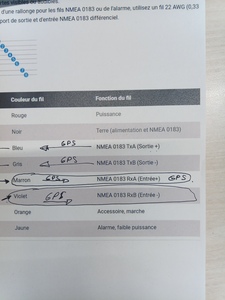 d'une rallonge pour les fils NMEA 0183 ou de l'alarme, utilisez un fil 22 AWG (0,33
port de sortie et d'entrée NMEA 0183 différentiel.
Couleur du fil Fonction du fil
Rouge Puissance
Noir Terre (alimentation et NMEA 0183)
Bleu GPS NMEA 0183 TxA (Sortie +)
Gris GPS NMEA 0183 TxB (Sortie -)
Marron GPS NMEA 0183 RxA (Entrée+) GPS
Violet GPS NMEA 0183 RxB (Entrée -)
Orange Accessoire, marche
Jaune Alarme, faible puissance